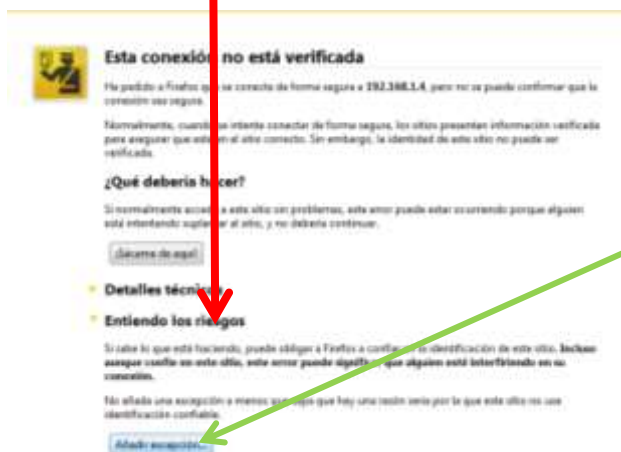 Esta conexión no está verificada
Ha pedido a Firefox que se conecte de forma segura a 192.168.1.4, pero no se puede confirmar que la
conexión sea segura.
Normalmente, cuando se intente conectar de forma segura, los sitios presentan información verificada
para asegurar que está en el sitio correcto. Sin embargo, la identidad de este sitio no puede ser
verificada.
¿Qué debería hacer?
Si normalmente accede a este sitio sin problemas, este error puede estar ocurriendo porque alguien
está intentando suplantar al sitio, y no debería continuar.
¡Sácame de aquí!
Detalles técnicos
Entiendo los riesgos
Si sabe lo que está haciendo, puede obligar a Firefox a confiar en la identificación de este sitio. Incluso
aunque confíe en este sitio, este error puede significar que alguien esté interfiriendo en su
conexión.
No añada una excepción a menos que sepa que hay una razón seria por la que este sitio no use
identificación confiable.
Añadir excepción...